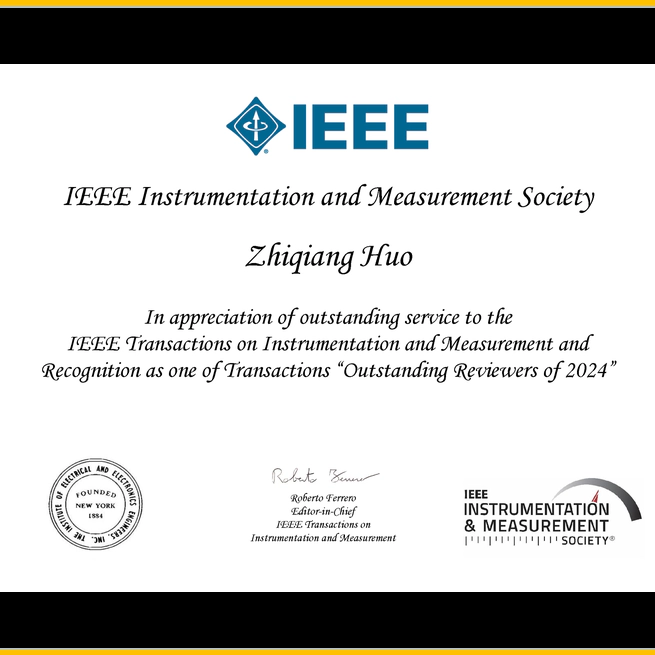 IEEE
IEEE Instrumentation and Measurement Society
Zhiqiang Huo
In appreciation of outstanding service to the
IEEE Transactions on Instrumentation and Measurement and
Recognition as one of Transactions “Outstanding Reviewers of 2024”
THE INSTITUTE OF ELECTRICAL AND ELECTRONICS ENGINEERS, INC.
FOUNDED
NEW YORK
1884
Roberto Ferrero
Roberto Ferrero
Editor-in-Chief
IEEE Transactions on
Instrumentation and Measurement
IEEE
INSTRUMENTATION
& MEASUREMENT
SOCIETY®